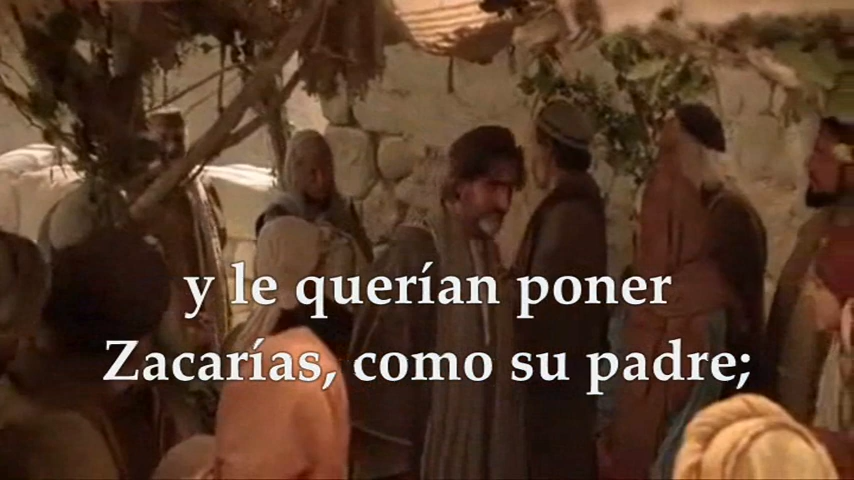 y le querían poner
Zacarías, como su padre;